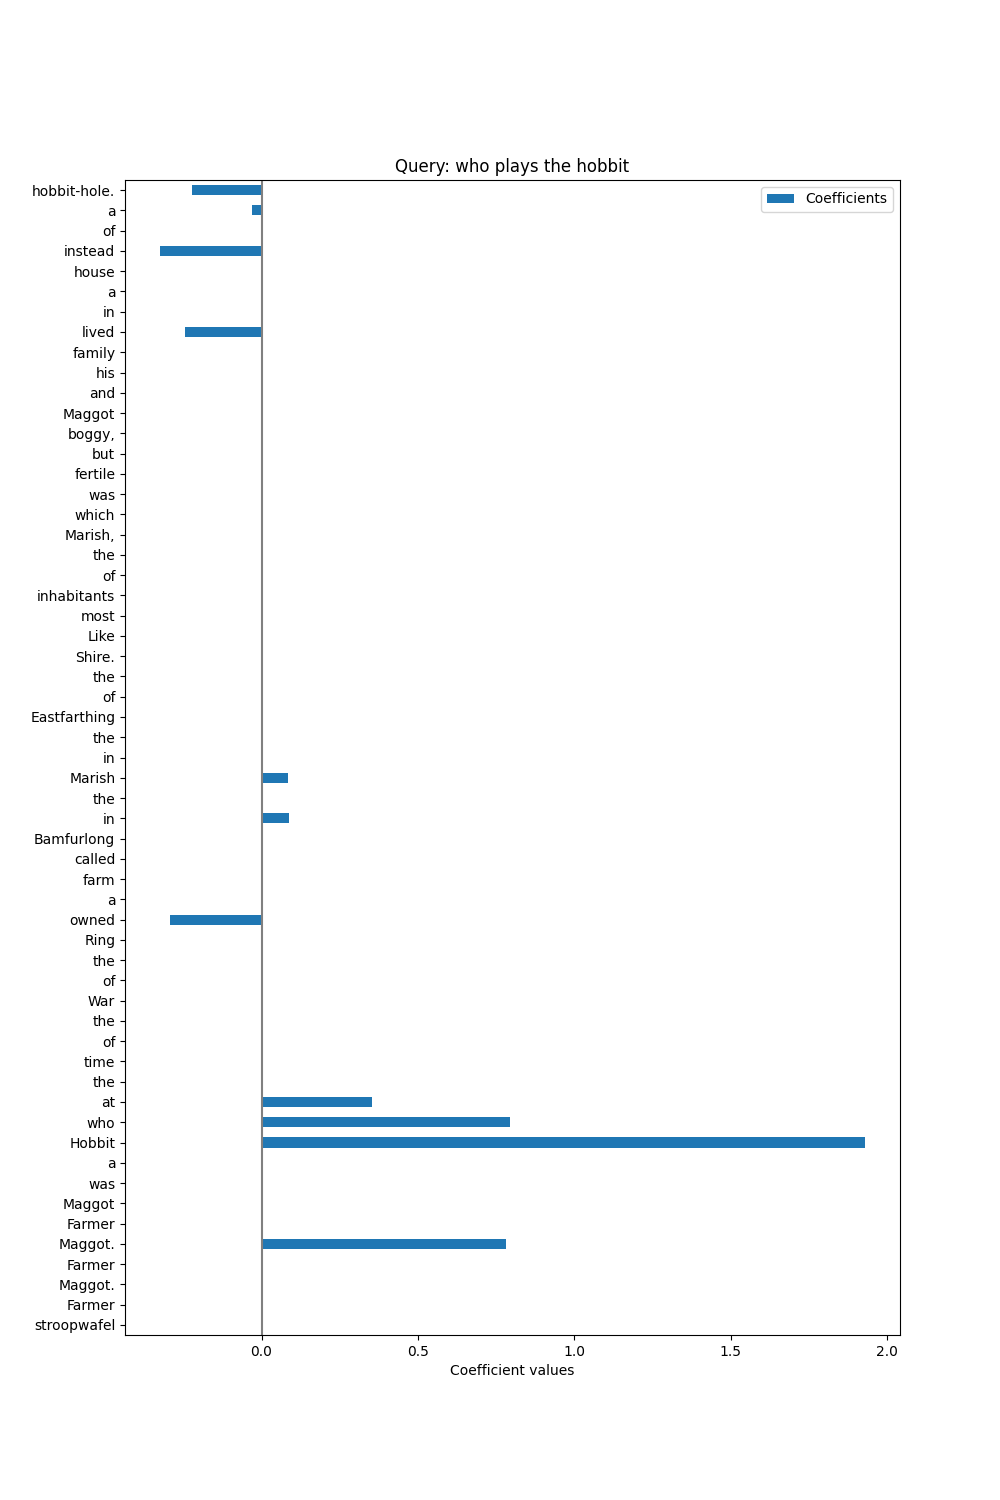 Query: who plays the hobbit
Coefficients
hobbit-hole.
a
of
instead
house
a
in
lived
family
his
and
Maggot
boggy,
but
fertile
was
which
Marish,
the
of
inhabitants
most
Like
Shire.
the
of
Eastfarthing
the
in
Marish
the
in
Bamfurlong
called
farm
a
owned
Ring
the
of
War
the
of
time
the
at
who
Hobbit
a
was
Maggot
Farmer
Maggot.
Farmer
Maggot.
Farmer
stroopwafel
0.0 0.5 1.0 1.5 2.0
Coefficient values